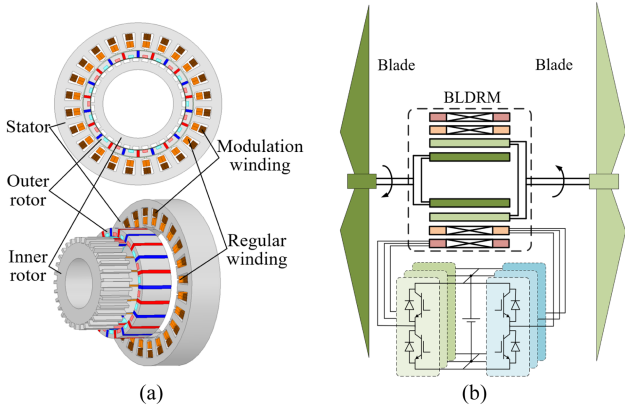 Stator
Outer
rotor
Inner
rotor
Modulation
winding
Regular
winding
(a)
Blade
Blade
BLDRM
(b)